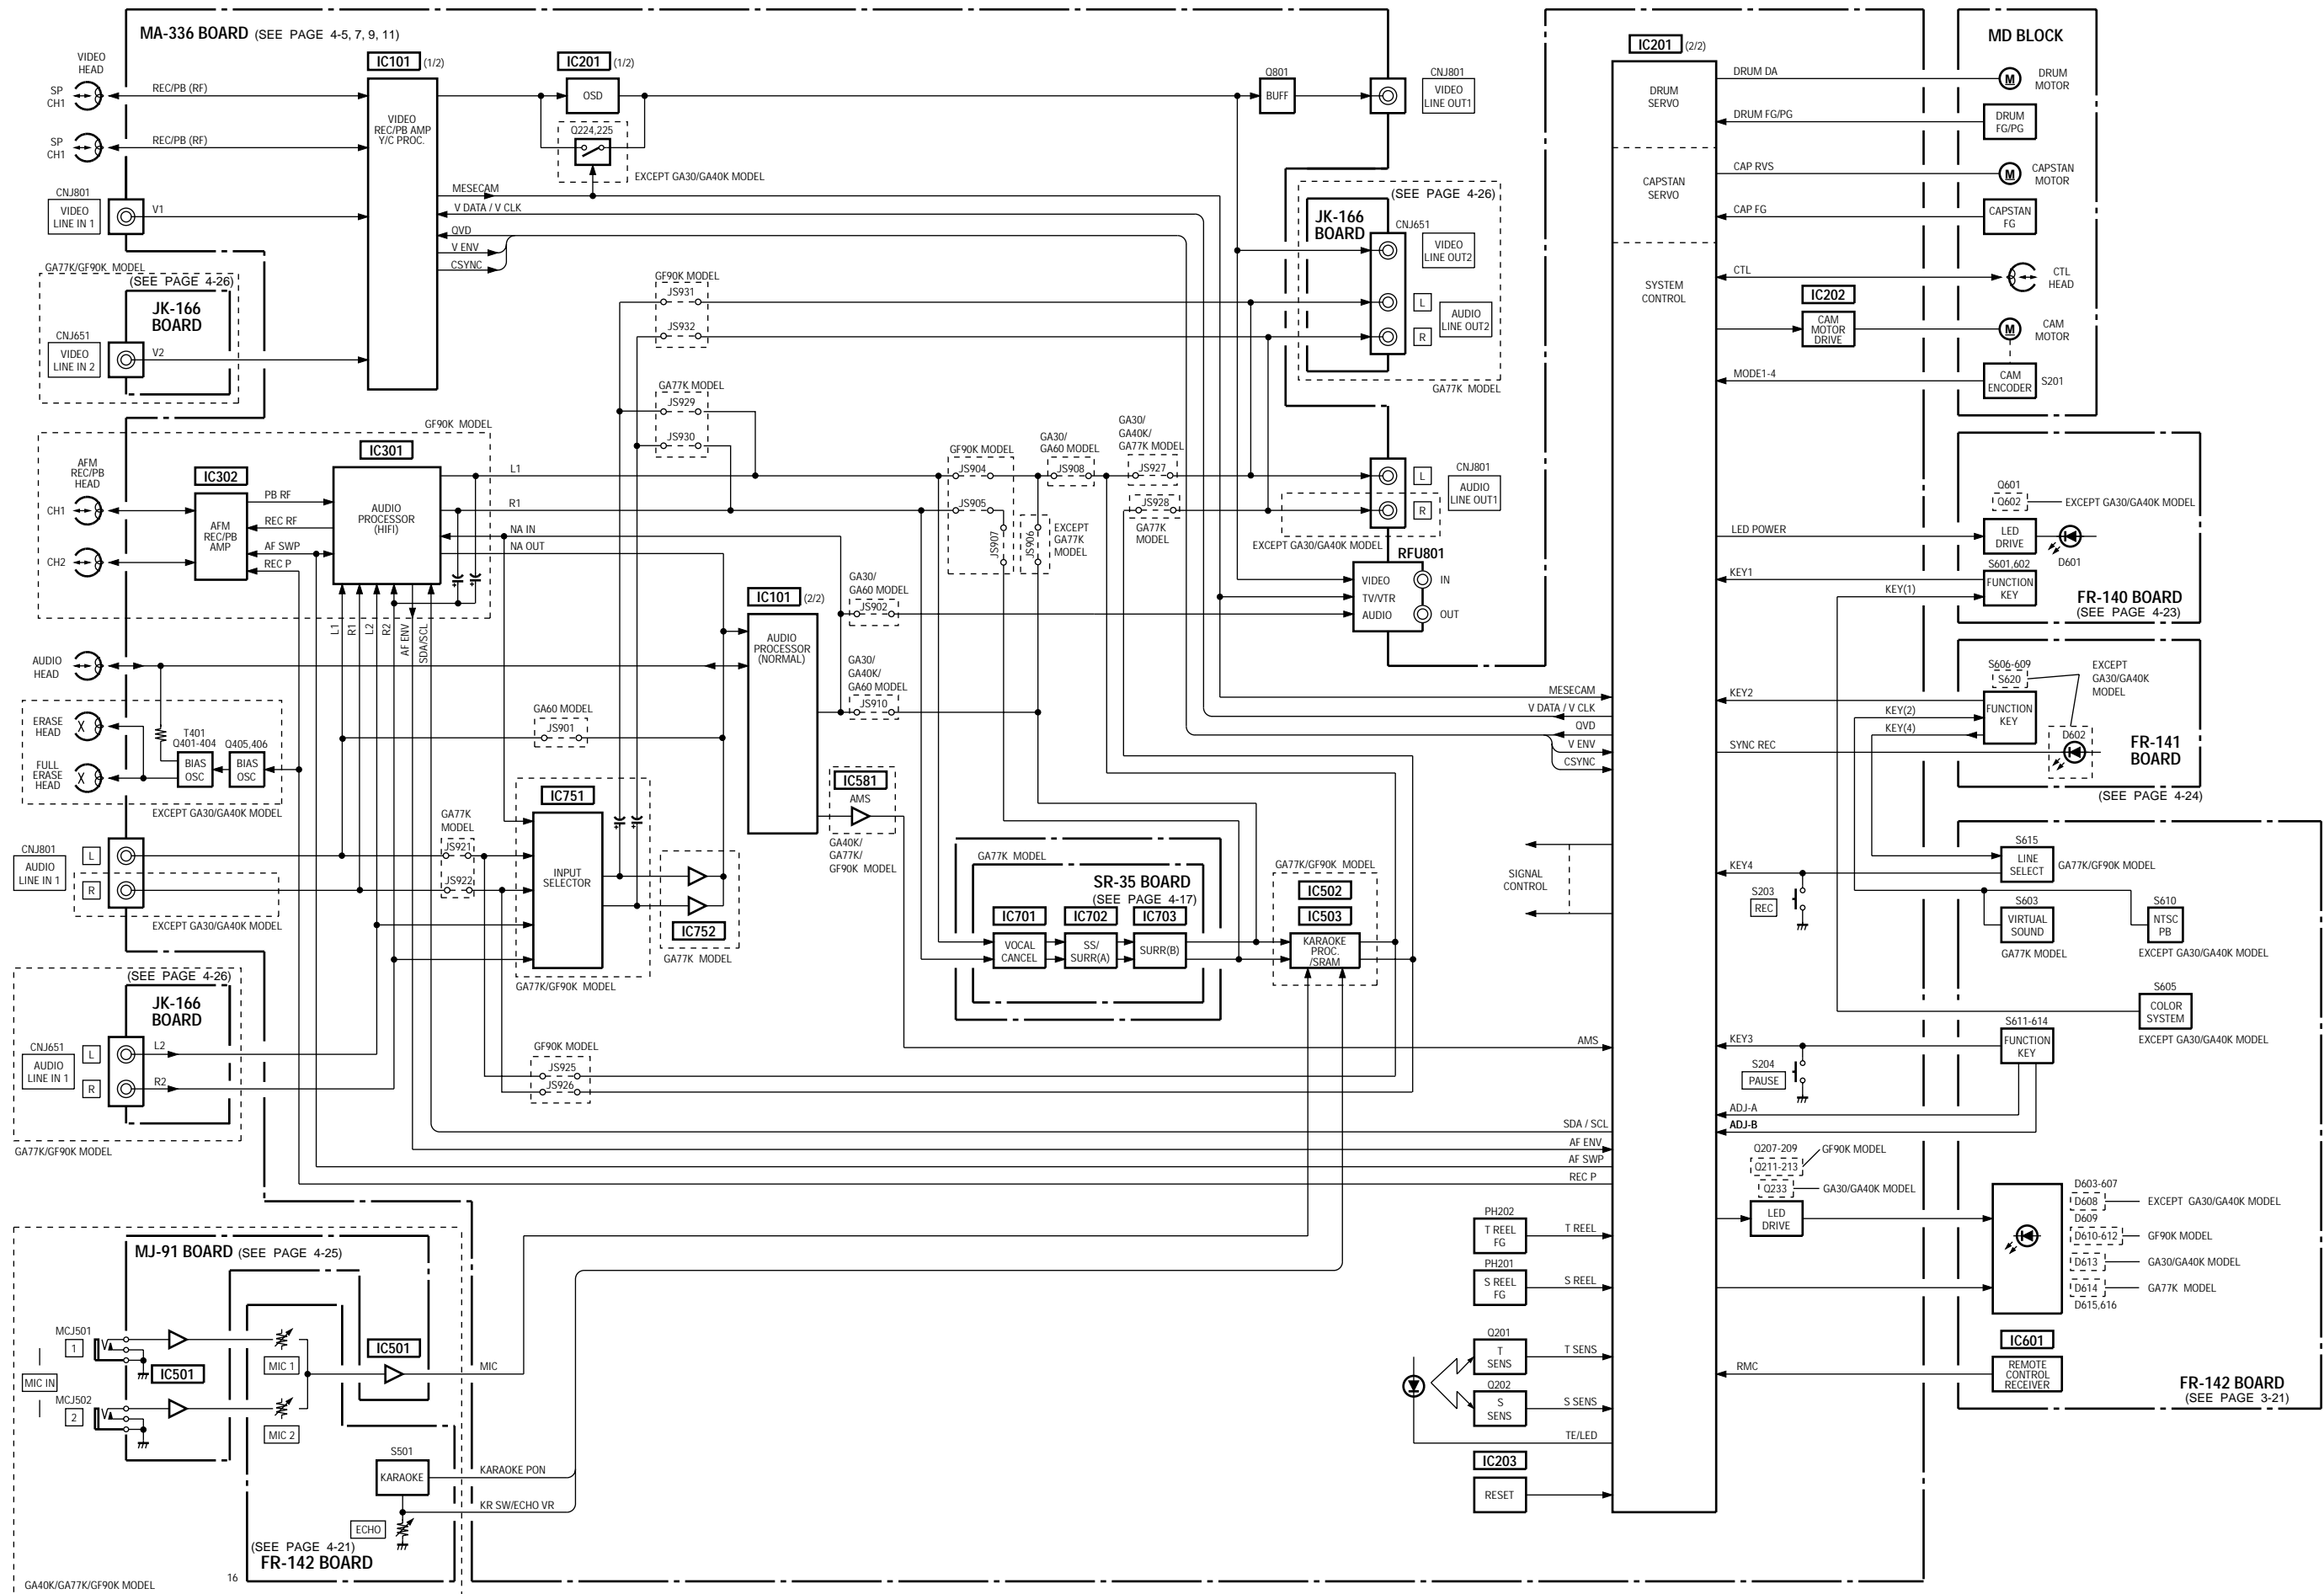 MA-336 BOARD (SEE PAGE 4-5, 7, 9, 11)
VIDEO
HEAD
SP
CH1
REC/PB (RF)
SP
CH1
REC/PB (RF)
CNJ801
VIDEO
LINE IN 1
V1
GA77K/GF90K MODEL
(SEE PAGE 4-26)
JK-166
BOARD
CNJ651
VIDEO
LINE IN 2
V2
IC101 (1/2)
VIDEO
REC/PB AMP
Y/C PROC.
IC201 (1/2)
OSD
Q224,225
EXCEPT GA30/GA40K MODEL
MESECAM
V DATA / V CLK
QVD
V ENV
CSYNC
Q801
BUFF
CNJ801
VIDEO
LINE OUT1
(SEE PAGE 4-26)
JK-166
BOARD
CNJ651
VIDEO
LINE OUT2
L
AUDIO
LINE OUT2
R
GA77K MODEL
GF90K MODEL
JS931
JS932
GA77K MODEL
JS929
JS930
GF90K MODEL
IC301
AUDIO
PROCESSOR
(HIFI)
AFM
REC/PB
HEAD
CH1
CH2
IC302
AFM
REC/PB
AMP
PB RF
REC RF
AF SWP
REC P
L1
R1
NA IN
NA OUT
L1
R1
L2
R2
AF ENV
SDA/SCL
GF90K MODEL
JS904
JS905
JS907
JS906
EXCEPT
GA77K
MODEL
GA30/
GA60 MODEL
JS908
GA30/
GA40K/
GA77K MODEL
JS927
JS928
GA77K
MODEL
CNJ801
L
AUDIO
LINE OUT1
R
EXCEPT GA30/GA40K MODEL
RFU801
VIDEO
TV/VTR
AUDIO
IN
OUT
AUDIO
HEAD
ERASE
HEAD
FULL
ERASE
HEAD
T401
Q401-404
BIAS
OSC
Q405,406
BIAS
OSC
EXCEPT GA30/GA40K MODEL
IC101 (2/2)
AUDIO
PROCESSOR
(NORMAL)
GA30/
GA60 MODEL
JS902
GA30/
GA40K/
GA60 MODEL
JS910
GA60 MODEL
JS901
IC581
AMS
GA40K/
GA77K/
GF90K MODEL
CNJ801
AUDIO
LINE IN 1
L
R
EXCEPT GA30/GA40K MODEL
GA77K
MODEL
JS921
JS922
IC751
INPUT
SELECTOR
GA77K/GF90K MODEL
IC752
GA77K MODEL
GA77K MODEL
SR-35 BOARD
(SEE PAGE 4-17)
IC701
VOCAL
CANCEL
IC702
SS/
SURR(A)
IC703
SURR(B)
GA77K/GF90K MODEL
IC502
IC503
KARAOKE
PROC.
/SRAM
(SEE PAGE 4-26)
JK-166
BOARD
CNJ651
AUDIO
LINE IN 1
L
R
L2
R2
GA77K/GF90K MODEL
GF90K MODEL
JS925
JS926
IC201 (2/2)
DRUM
SERVO
CAPSTAN
SERVO
SYSTEM
CONTROL
MESECAM
V DATA / V CLK
QVD
V ENV
CSYNC
SIGNAL
CONTROL
AMS
SDA / SCL
AF ENV
AF SWP
REC P
PH202
T REEL
FG
T REEL
PH201
S REEL
FG
S REEL
Q201
T
SENS
T SENS
Q202
S
SENS
S SENS
TE/LED
IC203
RESET
MD BLOCK
DRUM DA
M
DRUM
MOTOR
DRUM FG/PG
DRUM
FG/PG
CAP RVS
M
CAPSTAN
MOTOR
CAP FG
CAPSTAN
FG
CTL
CTL
HEAD
IC202
CAM
MOTOR
DRIVE
M
CAM
MOTOR
MODE1-4
CAM
ENCODER
S201
Q601
Q602
EXCEPT GA30/GA40K MODEL
LED POWER
LED
DRIVE
D601
KEY1
S601,602
FUNCTION
KEY
KEY(1)
FR-140 BOARD
(SEE PAGE 4-23)
S606-609
S620
EXCEPT
GA30/GA40K
MODEL
KEY2
KEY(2)
FUNCTION
KEY
KEY(4)
D602
SYNC REC
FR-141
BOARD
(SEE PAGE 4-24)
S615
LINE
SELECT
GA77K/GF90K MODEL
KEY4
S203
REC
S603
VIRTUAL
SOUND
GA77K MODEL
S610
NTSC
PB
EXCEPT GA30/GA40K MODEL
S605
COLOR
SYSTEM
EXCEPT GA30/GA40K MODEL
S611-614
FUNCTION
KEY
KEY3
S204
PAUSE
ADJ-A
ADJ-B
Q207-209
Q211-213
GF90K MODEL
Q233
GA30/GA40K MODEL
LED
DRIVE
D603-607
D608
EXCEPT GA30/GA40K MODEL
D609
D610-612
GF90K MODEL
D613
GA30/GA40K MODEL
D614
GA77K MODEL
D615,616
IC601
RMC
REMOTE
CONTROL
RECEIVER
FR-142 BOARD
(SEE PAGE 3-21)
MJ-91 BOARD (SEE PAGE 4-25)
MCJ501
1
MIC IN
MCJ502
2
IC501
MIC 1
MIC 2
IC501
MIC
S501
KARAOKE
KARAOKE PON
KR SW/ECHO VR
ECHO
(SEE PAGE 4-21)
FR-142 BOARD
16
GA40K/GA77K/GF90K MODEL